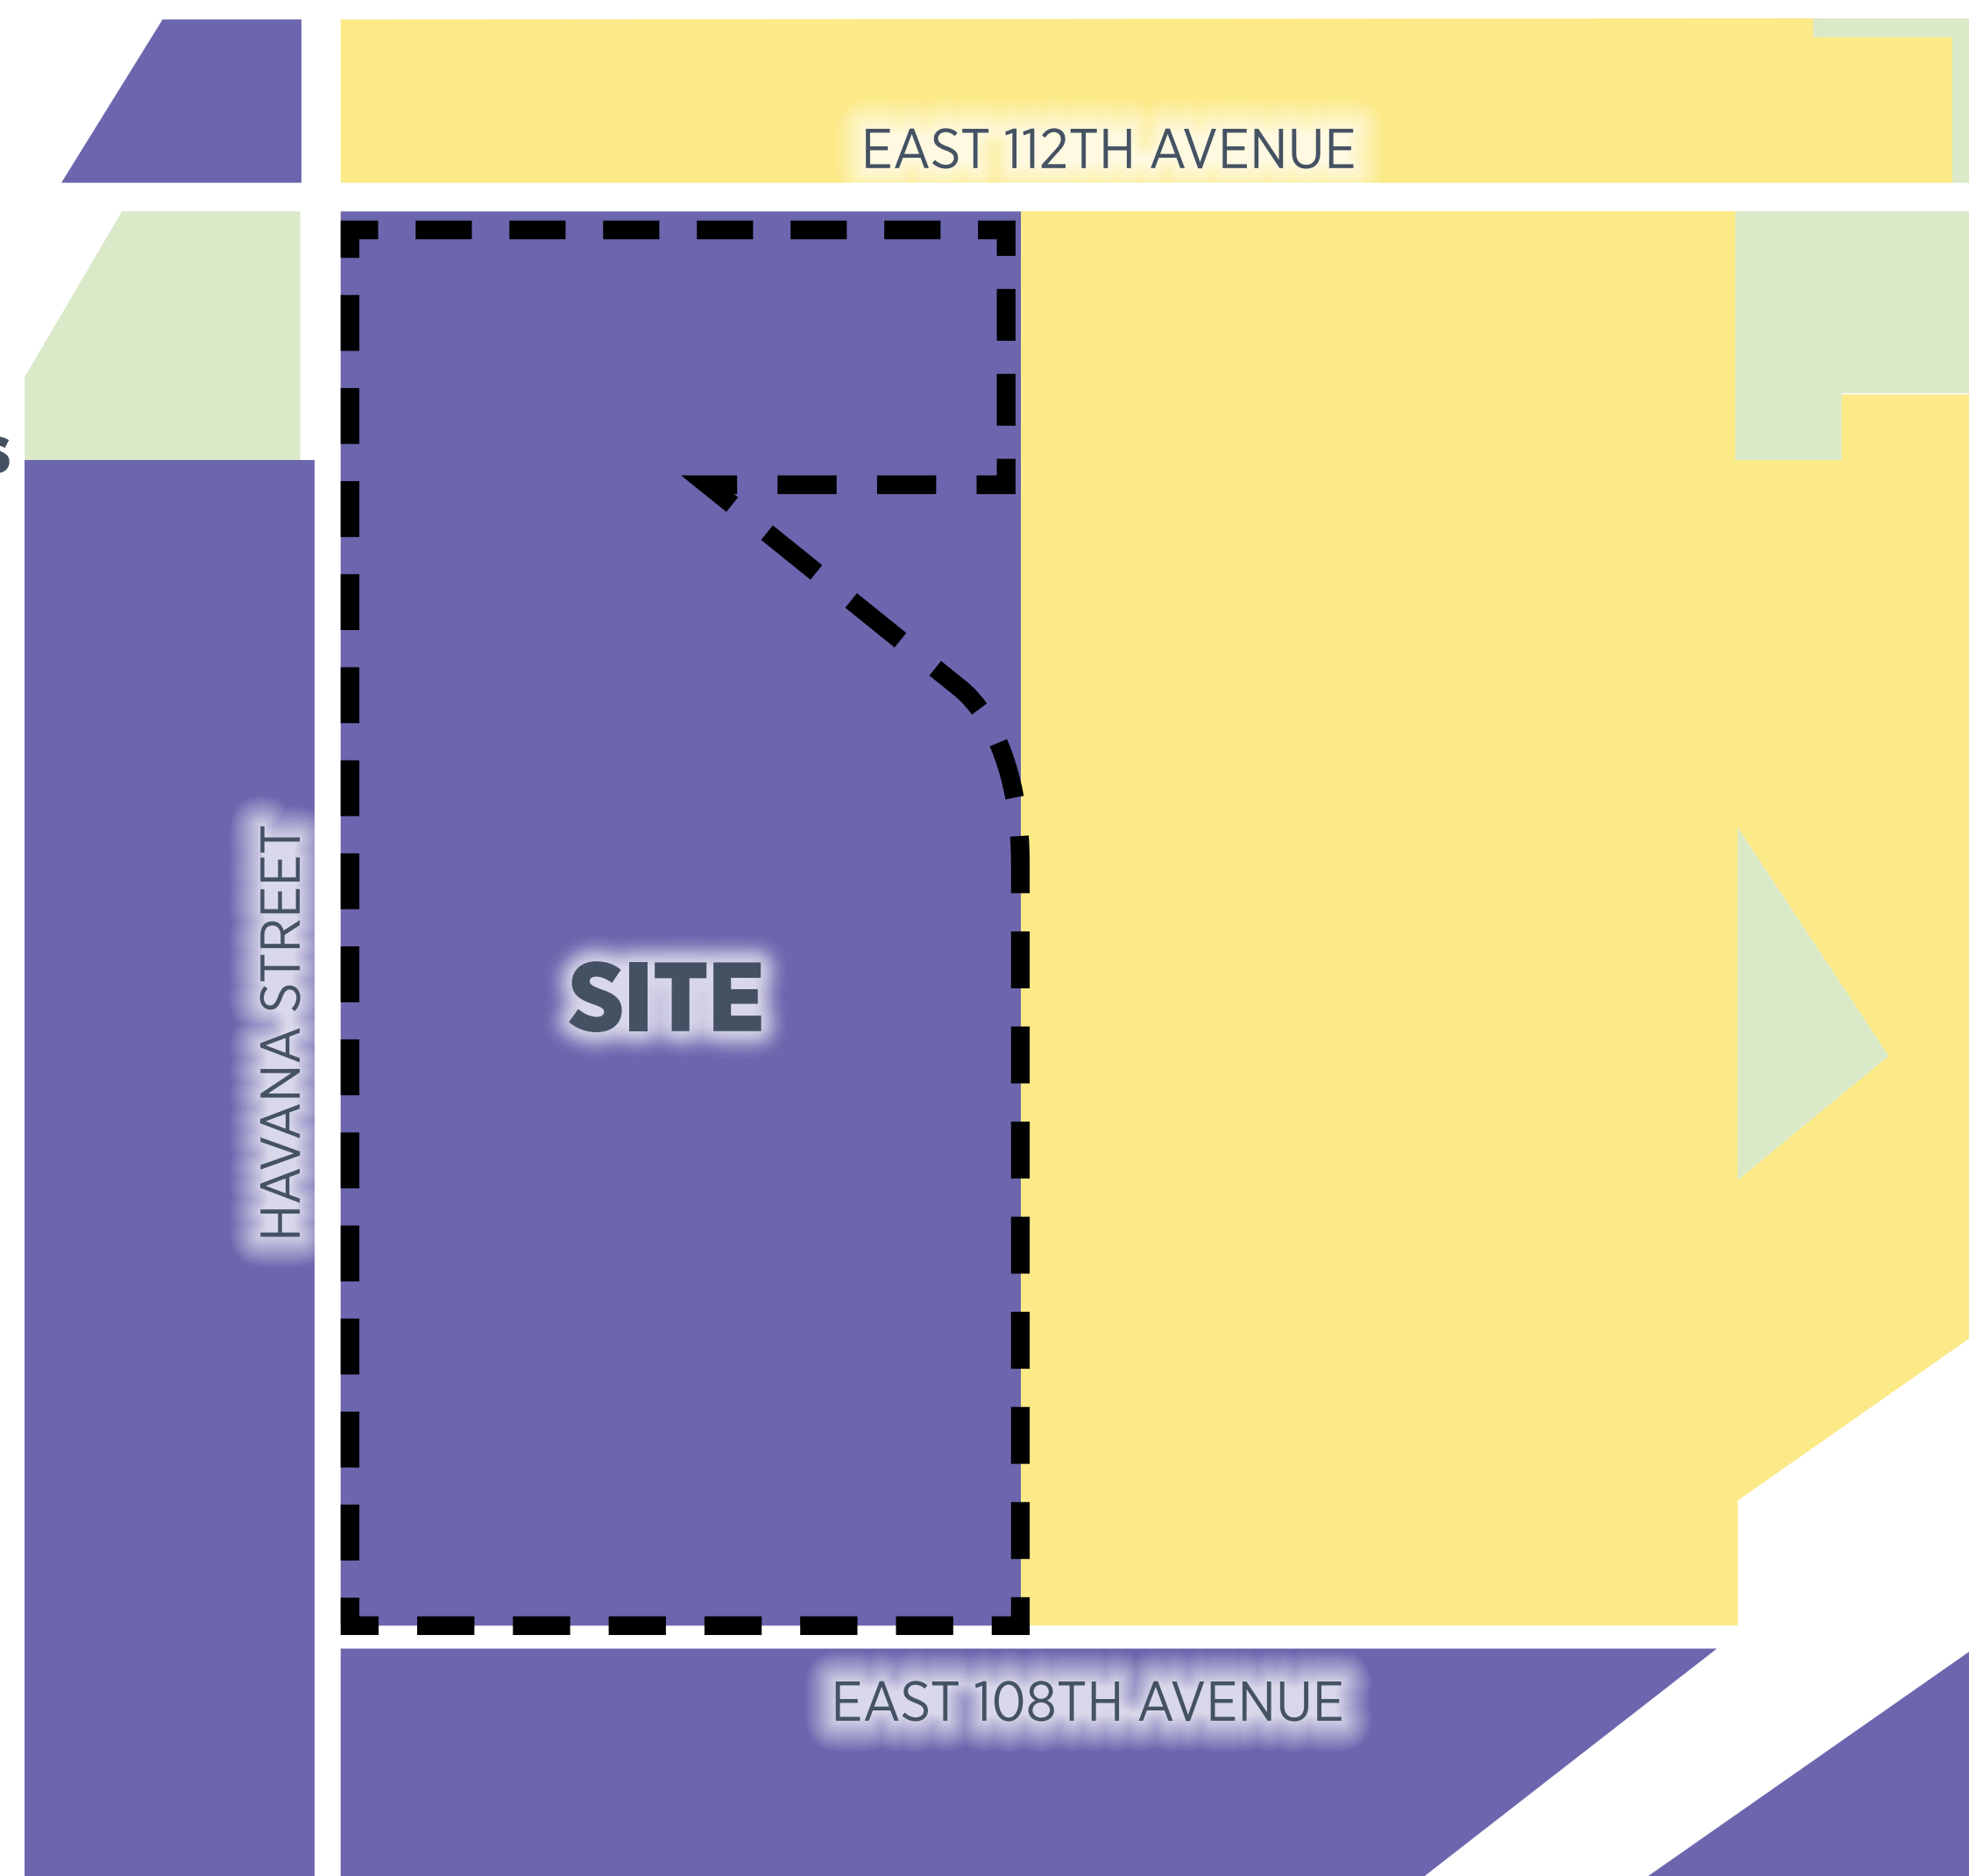 EAST 112TH AVENUE
S
HAVANA STREET
SITE
EAST 108TH AVENUE